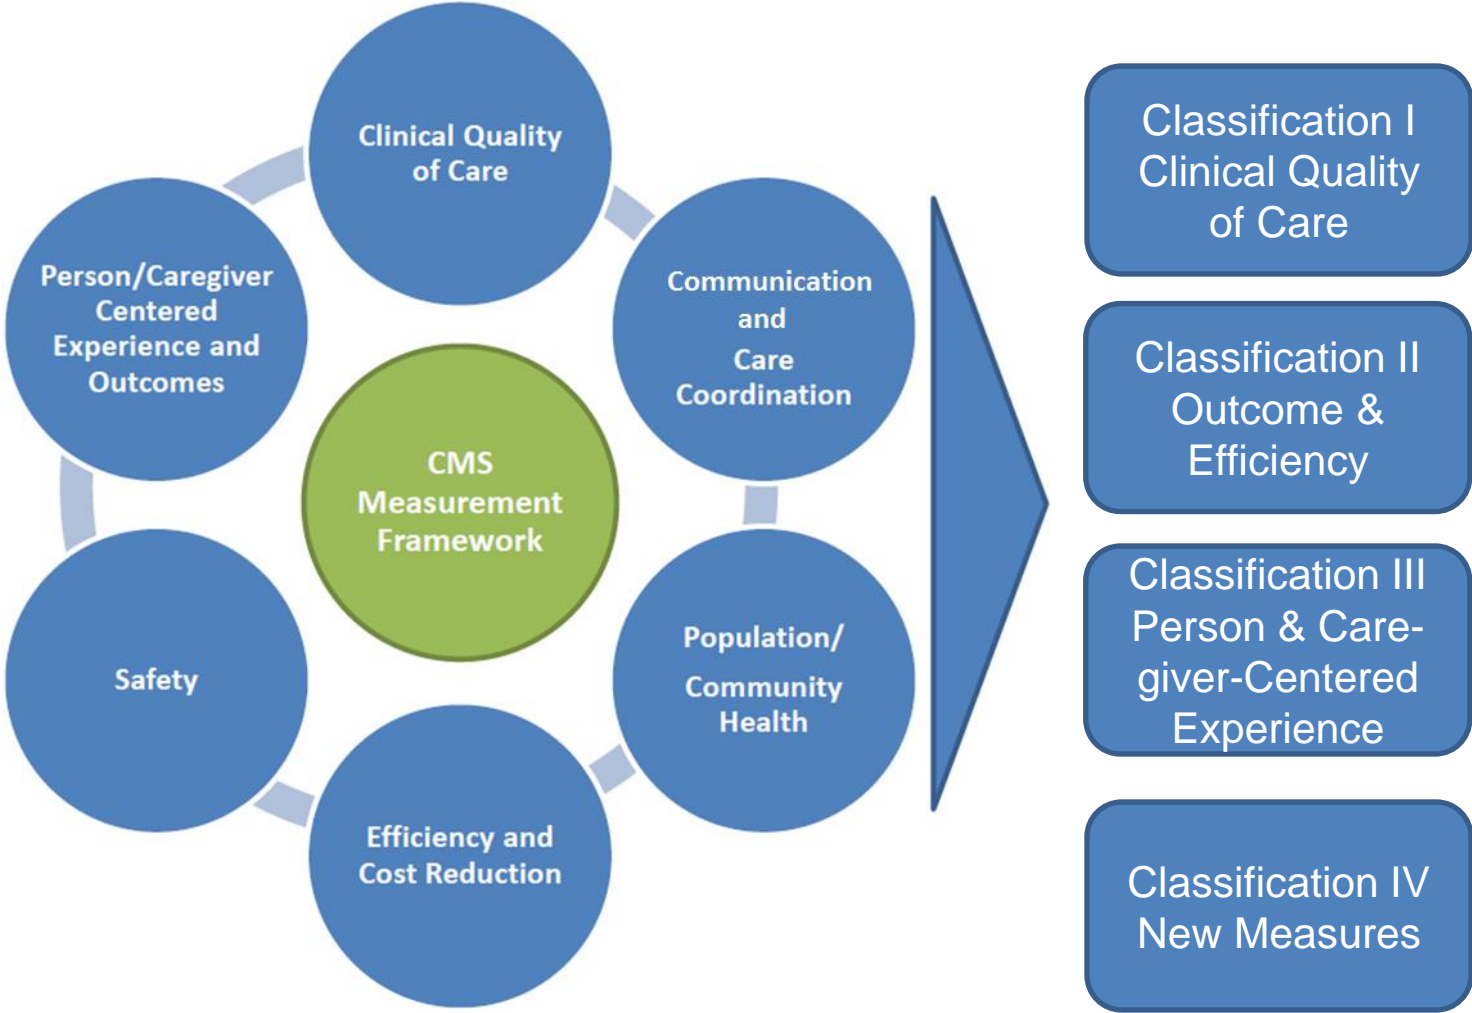 Clinical Quality
of Care
Communication
and
Care
Coordination
Population/
Community
Health
Efficiency and
Cost Reduction
Safety
Person/Caregiver
Centered
Experience and
Outcomes
CMS
Measurement
Framework
Classification I
Clinical Quality
of Care
Classification II
Outcome &
Efficiency
Classification III
Person & Care-
giver-Centered
Experience
Classification IV
New Measures